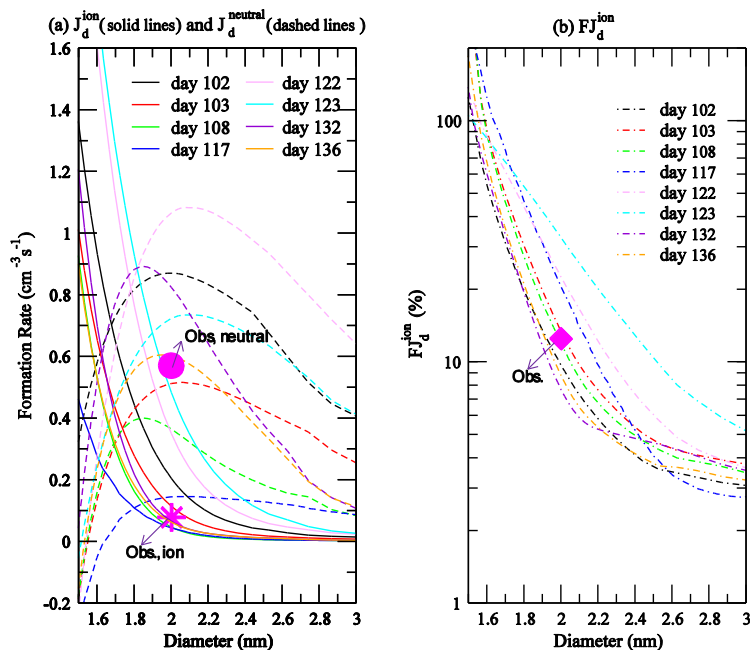 (a) J_d^ion (solid lines) and J_d^neutral (dashed lines )
(b) FJ_d^ion
1.6
1.4
1.2
1
0.8
0.6
0.4
0.2
0
-0.2
Formation Rate (cm^-3 s^-1)
day 102
day 103
day 108
day 117
day 122
day 123
day 132
day 136
Obs, neutral
Obs., ion
1.6 1.8 2 2.2 2.4 2.6 2.8 3
Diameter (nm)
100
10
1
FJ_d^ion (%)
day 102
day 103
day 108
day 117
day 122
day 123
day 132
day 136
Obs.
1.6 1.8 2 2.2 2.4 2.6 2.8 3
Diameter (nm)